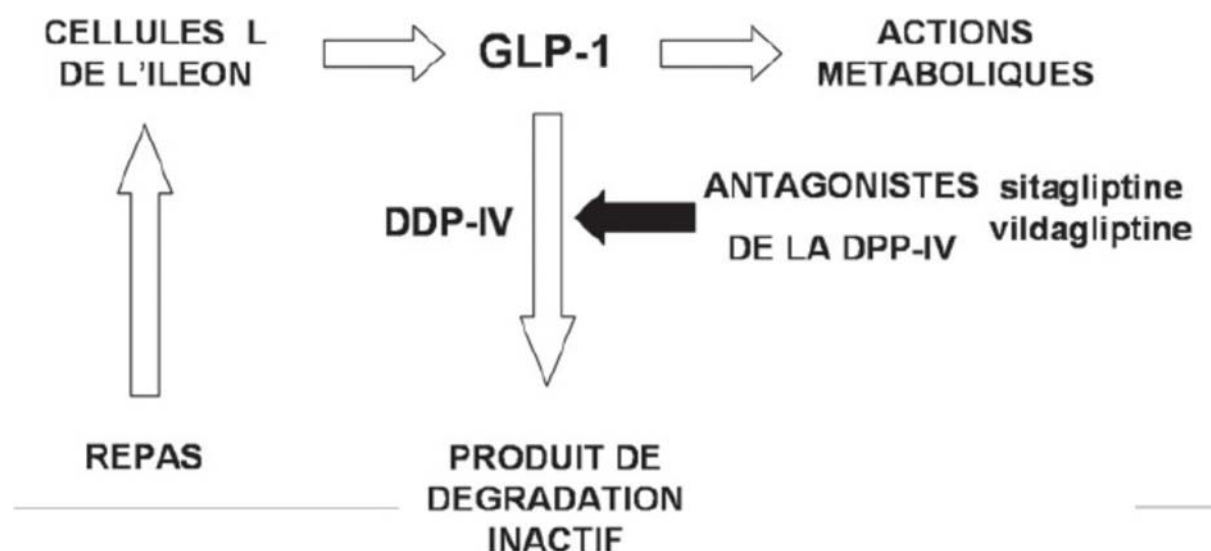 CELLULES L
DE L'ILEON
GLP-1
ACTIONS
METABOLIQUES
DDP-IV
ANTAGONISTES
DE LA DPP-IV
sitagliptine
vildagliptine
REPAS
PRODUIT DE
DEGRADATION
INACTIF